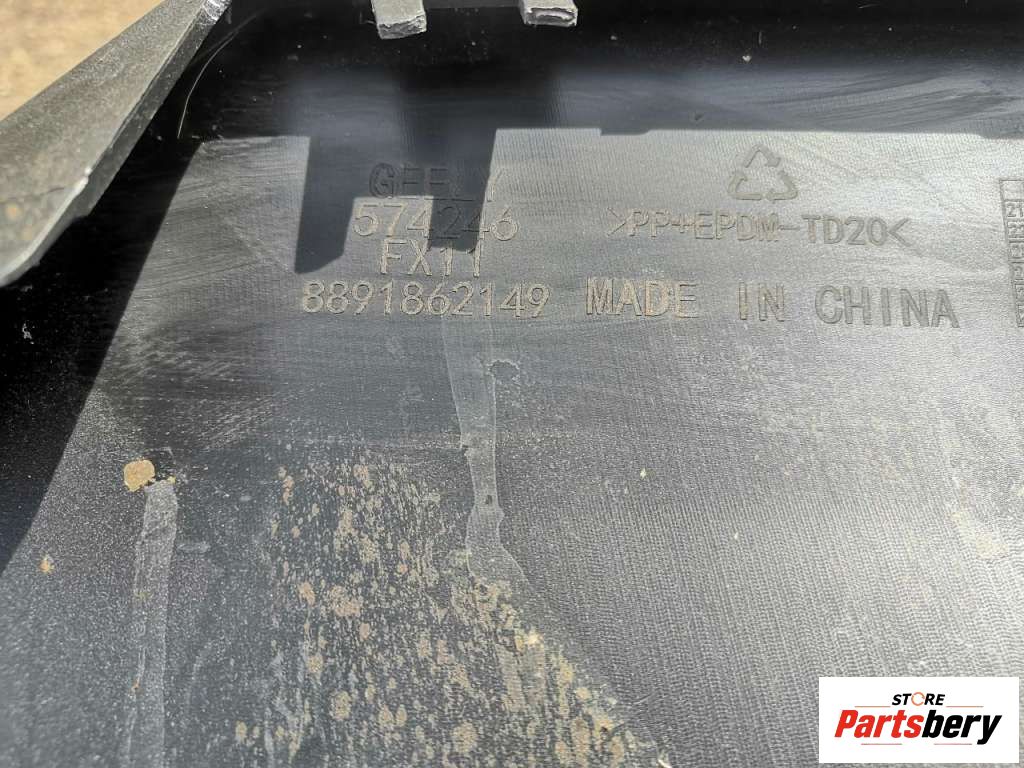 GEELY
574246
>PP+EPDM-TD20<
FX11
8891862149 MADE IN CHINA
STORE
Partsbery